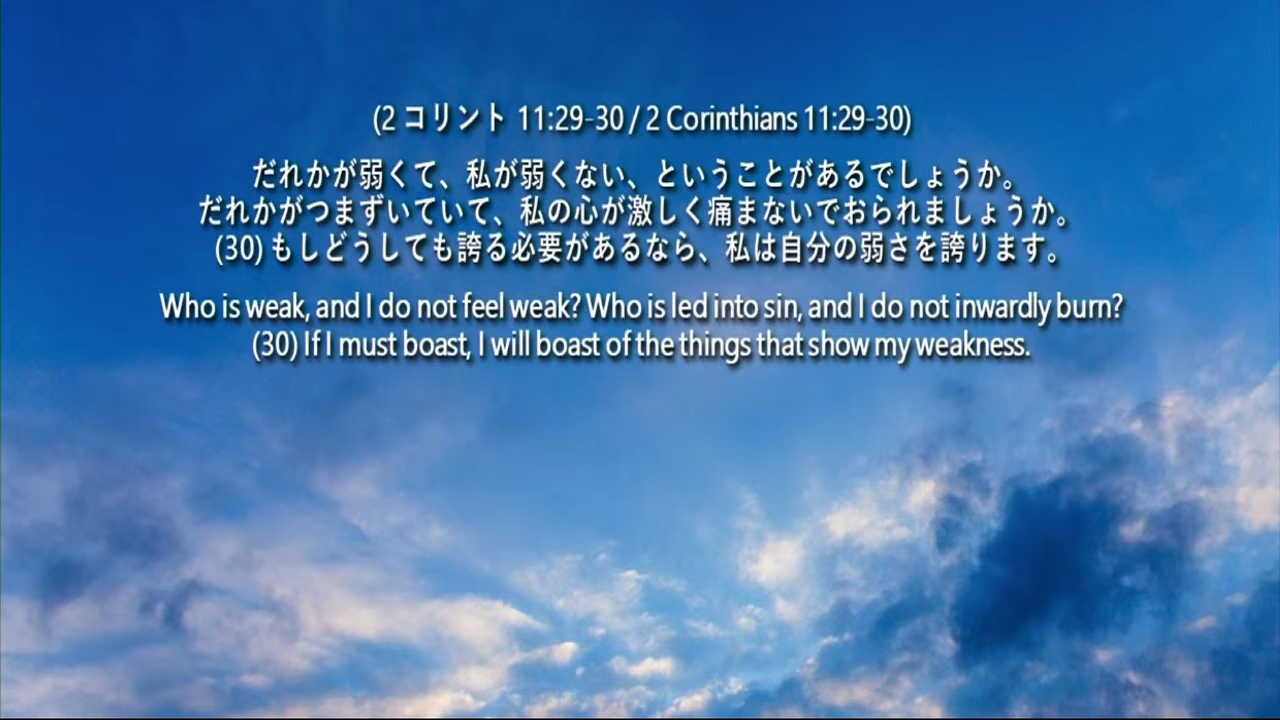 (2 コリント 11:29-30 / 2 Corinthians 11:29-30)
だれかが弱くて、私が弱くない、ということがあるでしょうか。
だれかがつまずいていて、私の心が激しく痛まないでおられましょうか。
(30) もしどうしても誇る必要があるなら、私は自分の弱さを誇ります。
Who is weak, and I do not feel weak? Who is led into sin, and I do not inwardly burn?
(30) If I must boast, I will boast of the things that show my weakness.